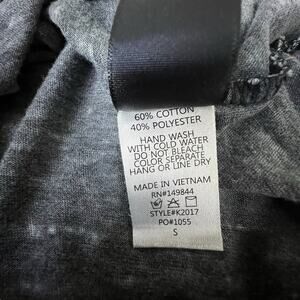 60% COTTON
40% POLYESTER
HAND WASH
WITH COLD WATER
DO NOT BLEACH
COLOR SEPARATE
HANG OR LINE DRY
MADE IN VIETNAM
RN#149844
STYLE#K2017
PO#1055
S